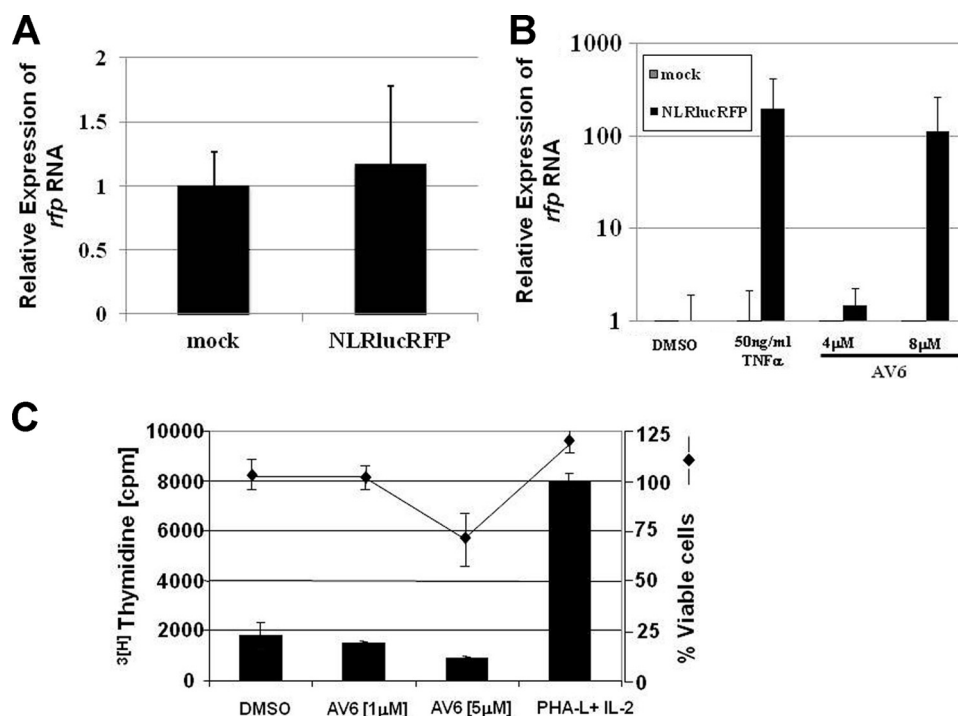 A
Relative Expression of
rfp RNA
2
1.5
1
0.5
0
mock
NLRlucRFP
B
Relative Expression of
rfp RNA
1000
100
10
1
mock
NLRlucRFP
DMSO
50ng/ml
TNFα
4µM
8µM
AV6
C
³[H] Thymidine [cpm]
10000
8000
6000
4000
2000
0
125
100
75
50
25
0
% Viable cells
DMSO
AV6 [1µM]
AV6 [5µM]
PHA-L+ IL-2